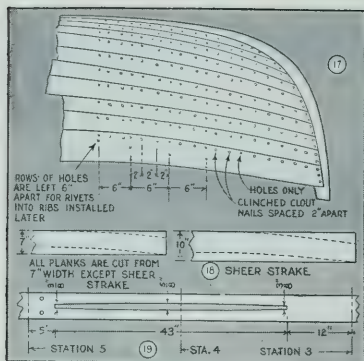 17
ROWS OF HOLES
ARE LEFT 6"
APART FOR RIVETS
INTO RIBS INSTALLED
LATER
6" 6" 6"
2" 2" 2"
HOLES ONLY
CLINCHED CLOUT
NAILS SPACED 2" APART
7"
10"
ALL PLANKS ARE CUT FROM
7" WIDTH EXCEPT SHEER
STRAKE
18 SHEER STRAKE
5" 43" 12"
STATION 5 19 STA. 4 STATION 3